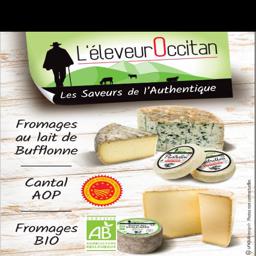 L'éleveurOccitan
Les Saveurs de l'Authentique
Fromages
au lait de
Bufflonne
Cantal
AOP
Fromages
BIO
AB